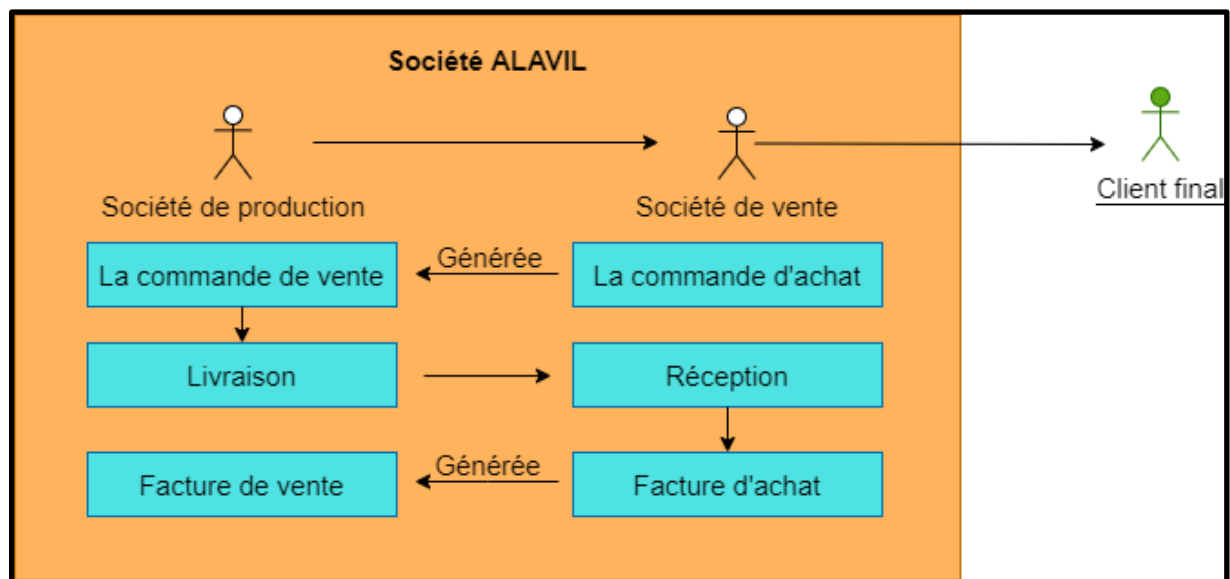 Société ALAVIL
Société de production
Société de vente
Client final
La commande de vente
Générée
La commande d'achat
Livraison
Réception
Facture de vente
Générée
Facture d'achat